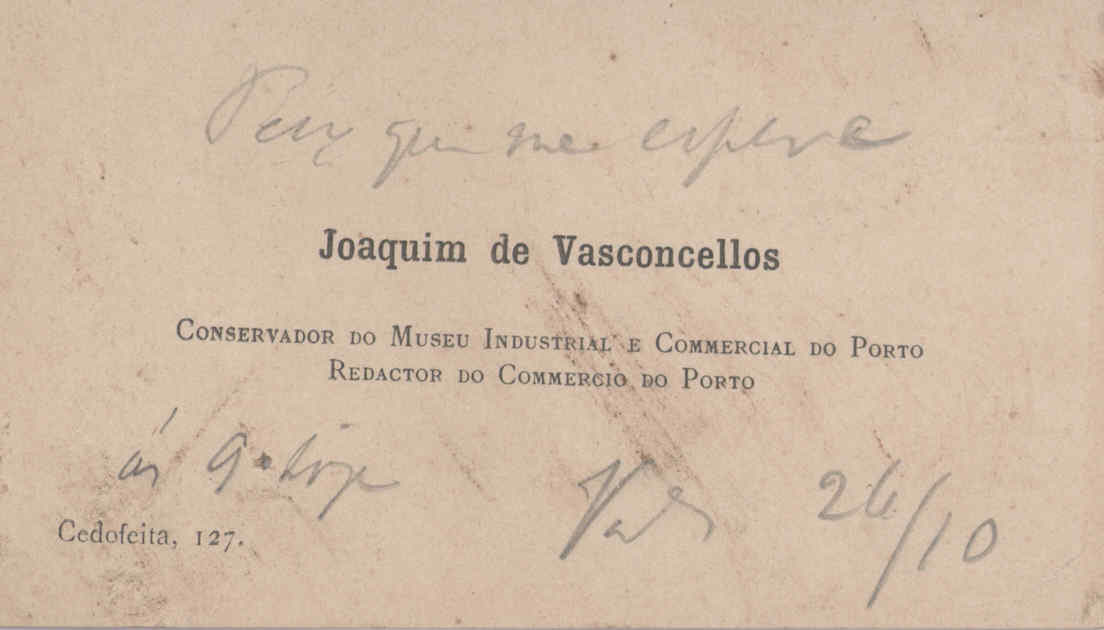 Peço que me espere
Joaquim de Vasconcellos
CONSERVADOR DO MUSEU INDUSTRIAL E COMMERCIAL DO PORTO
REDACTOR DO COMMERCIO DO PORTO
ás 9. hoje
26/10
Cedofeita, 127.